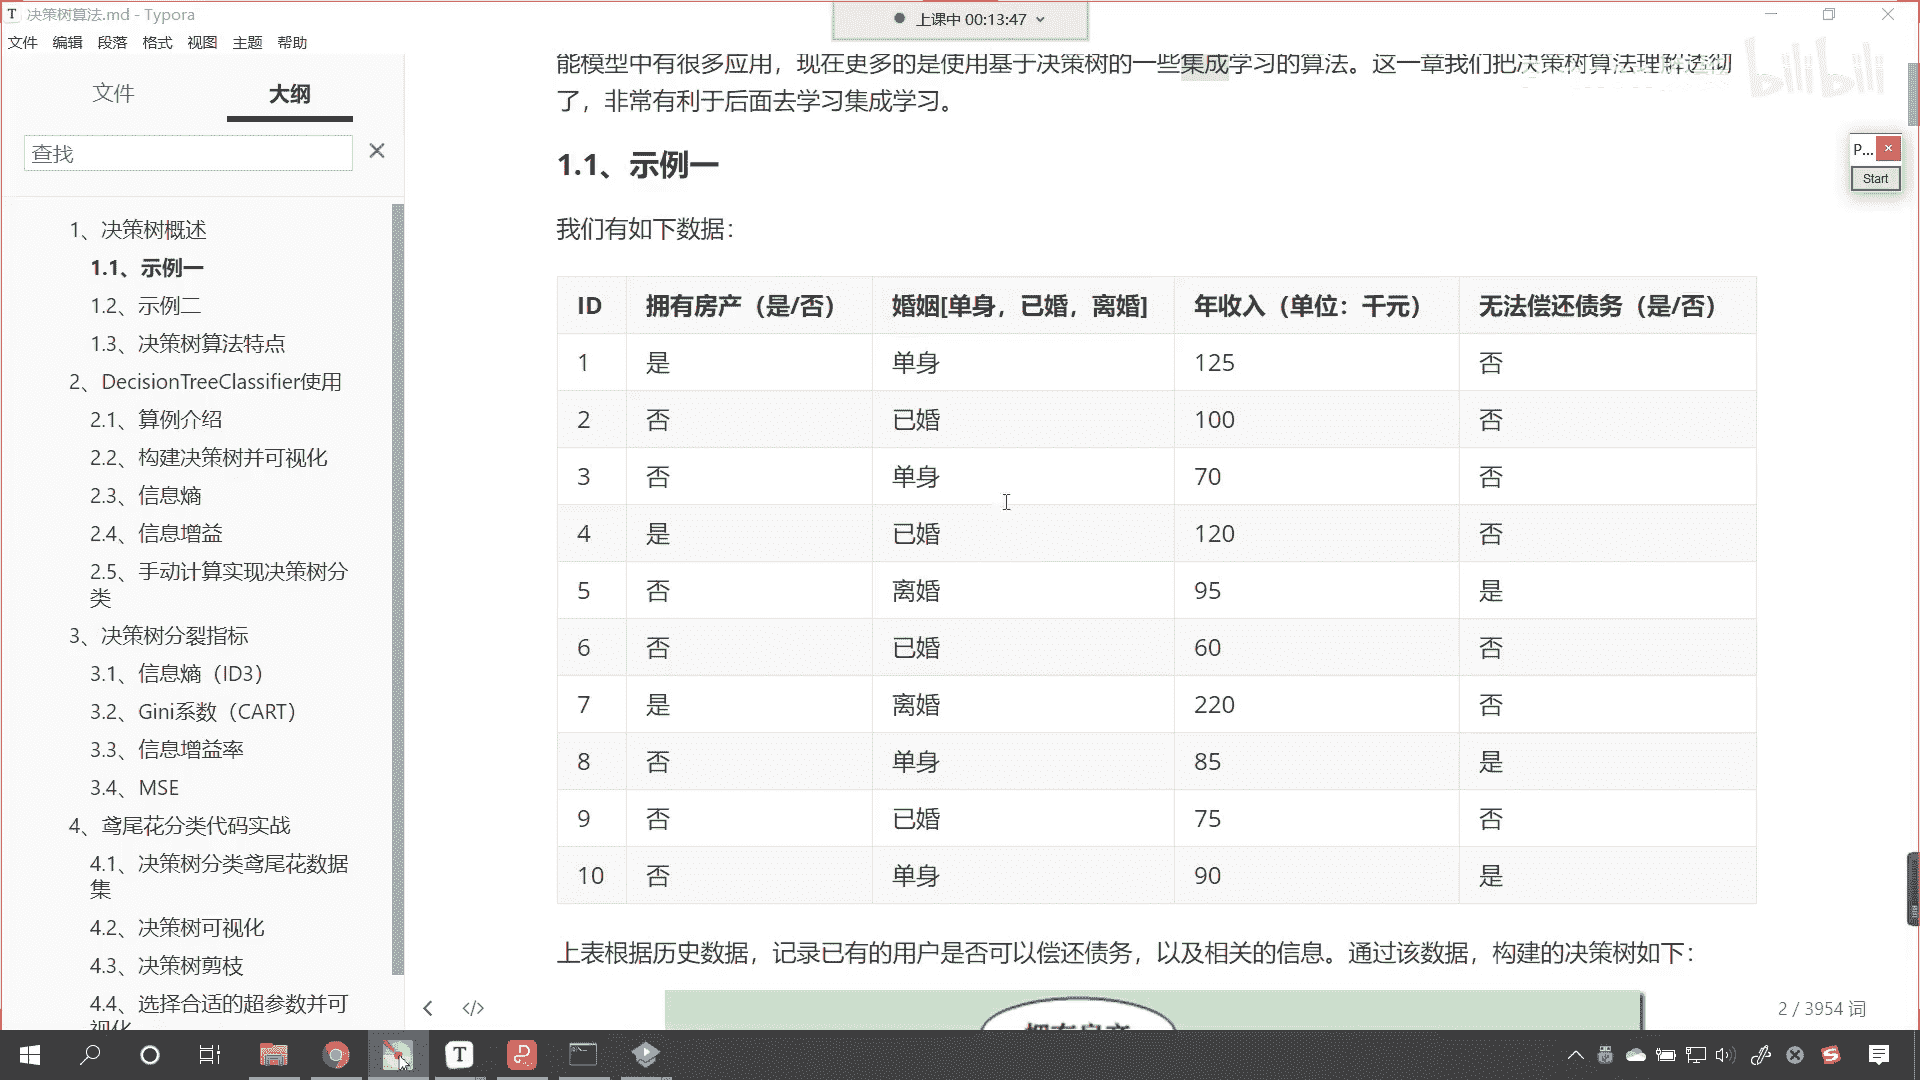 决策树算法.md - Typora
上课中 00:13:47
文件 编辑 段落 格式 视图 主题 帮助
文件 大纲
查找
1、决策树概述
1.1、示例一
1.2、示例二
1.3、决策树算法特点
2、DecisionTreeClassifier使用
2.1、算例介绍
2.2、构建决策树并可视化
2.3、信息熵
2.4、信息增益
2.5、手动计算实现决策树分
类
3、决策树分裂指标
3.1、信息熵（ID3）
3.2、Gini系数（CART）
3.3、信息增益率
3.4、MSE
4、鸢尾花分类代码实战
4.1、决策树分类鸢尾花数据
集
4.2、决策树可视化
4.3、决策树剪枝
4.4、选择合适的超参数并可
视化
能模型中有很多应用，现在更多的是使用基于决策树的一些集成学习的算法。这一章我们把决策树算法理解透彻
了，非常有利于后面去学习集成学习。
1.1、示例一
我们有如下数据：
ID 拥有房产（是/否） 婚姻[单身，已婚，离婚] 年收入（单位：千元） 无法偿还债务（是/否）
1 是 单身 125 否
2 否 已婚 100 否
3 否 单身 70 否
4 是 已婚 120 否
5 否 离婚 95 是
6 否 已婚 60 否
7 是 离婚 220 否
8 否 单身 85 是
9 否 已婚 75 否
10 否 单身 90 是
上表根据历史数据，记录已有的用户是否可以偿还债务，以及相关的信息。通过该数据，构建的决策树如下：
拥有房产
2 / 3954 词
bilibili
P...
Start